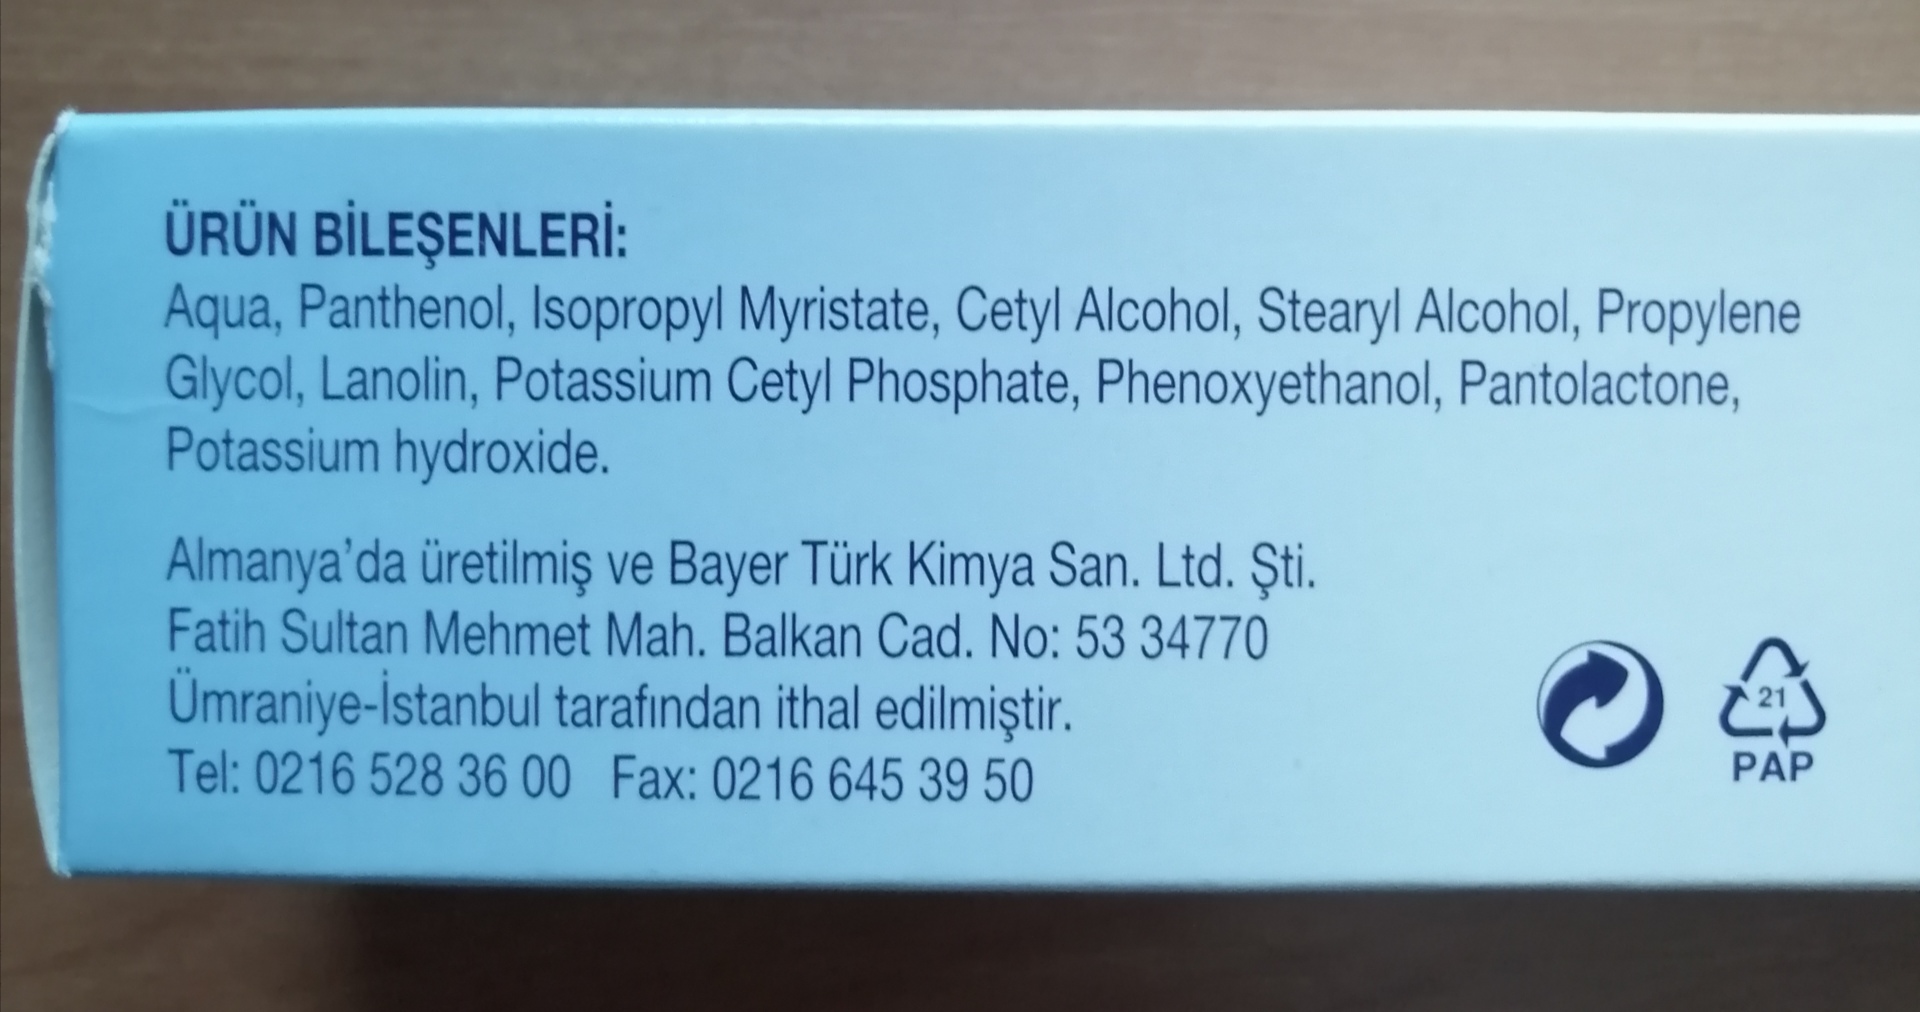 ÜRÜN BİLEŞENLERİ:
Aqua, Panthenol, Isopropyl Myristate, Cetyl Alcohol, Stearyl Alcohol, Propylene
Glycol, Lanolin, Potassium Cetyl Phosphate, Phenoxyethanol, Pantolactone,
Potassium hydroxide.
Almanya'da üretilmiş ve Bayer Türk Kimya San. Ltd. Şti.
Fatih Sultan Mehmet Mah. Balkan Cad. No: 53 34770
Ümraniye-İstanbul tarafından ithal edilmiştir.
Tel: 0216 528 36 00 Fax: 0216 645 39 50
21
PAP